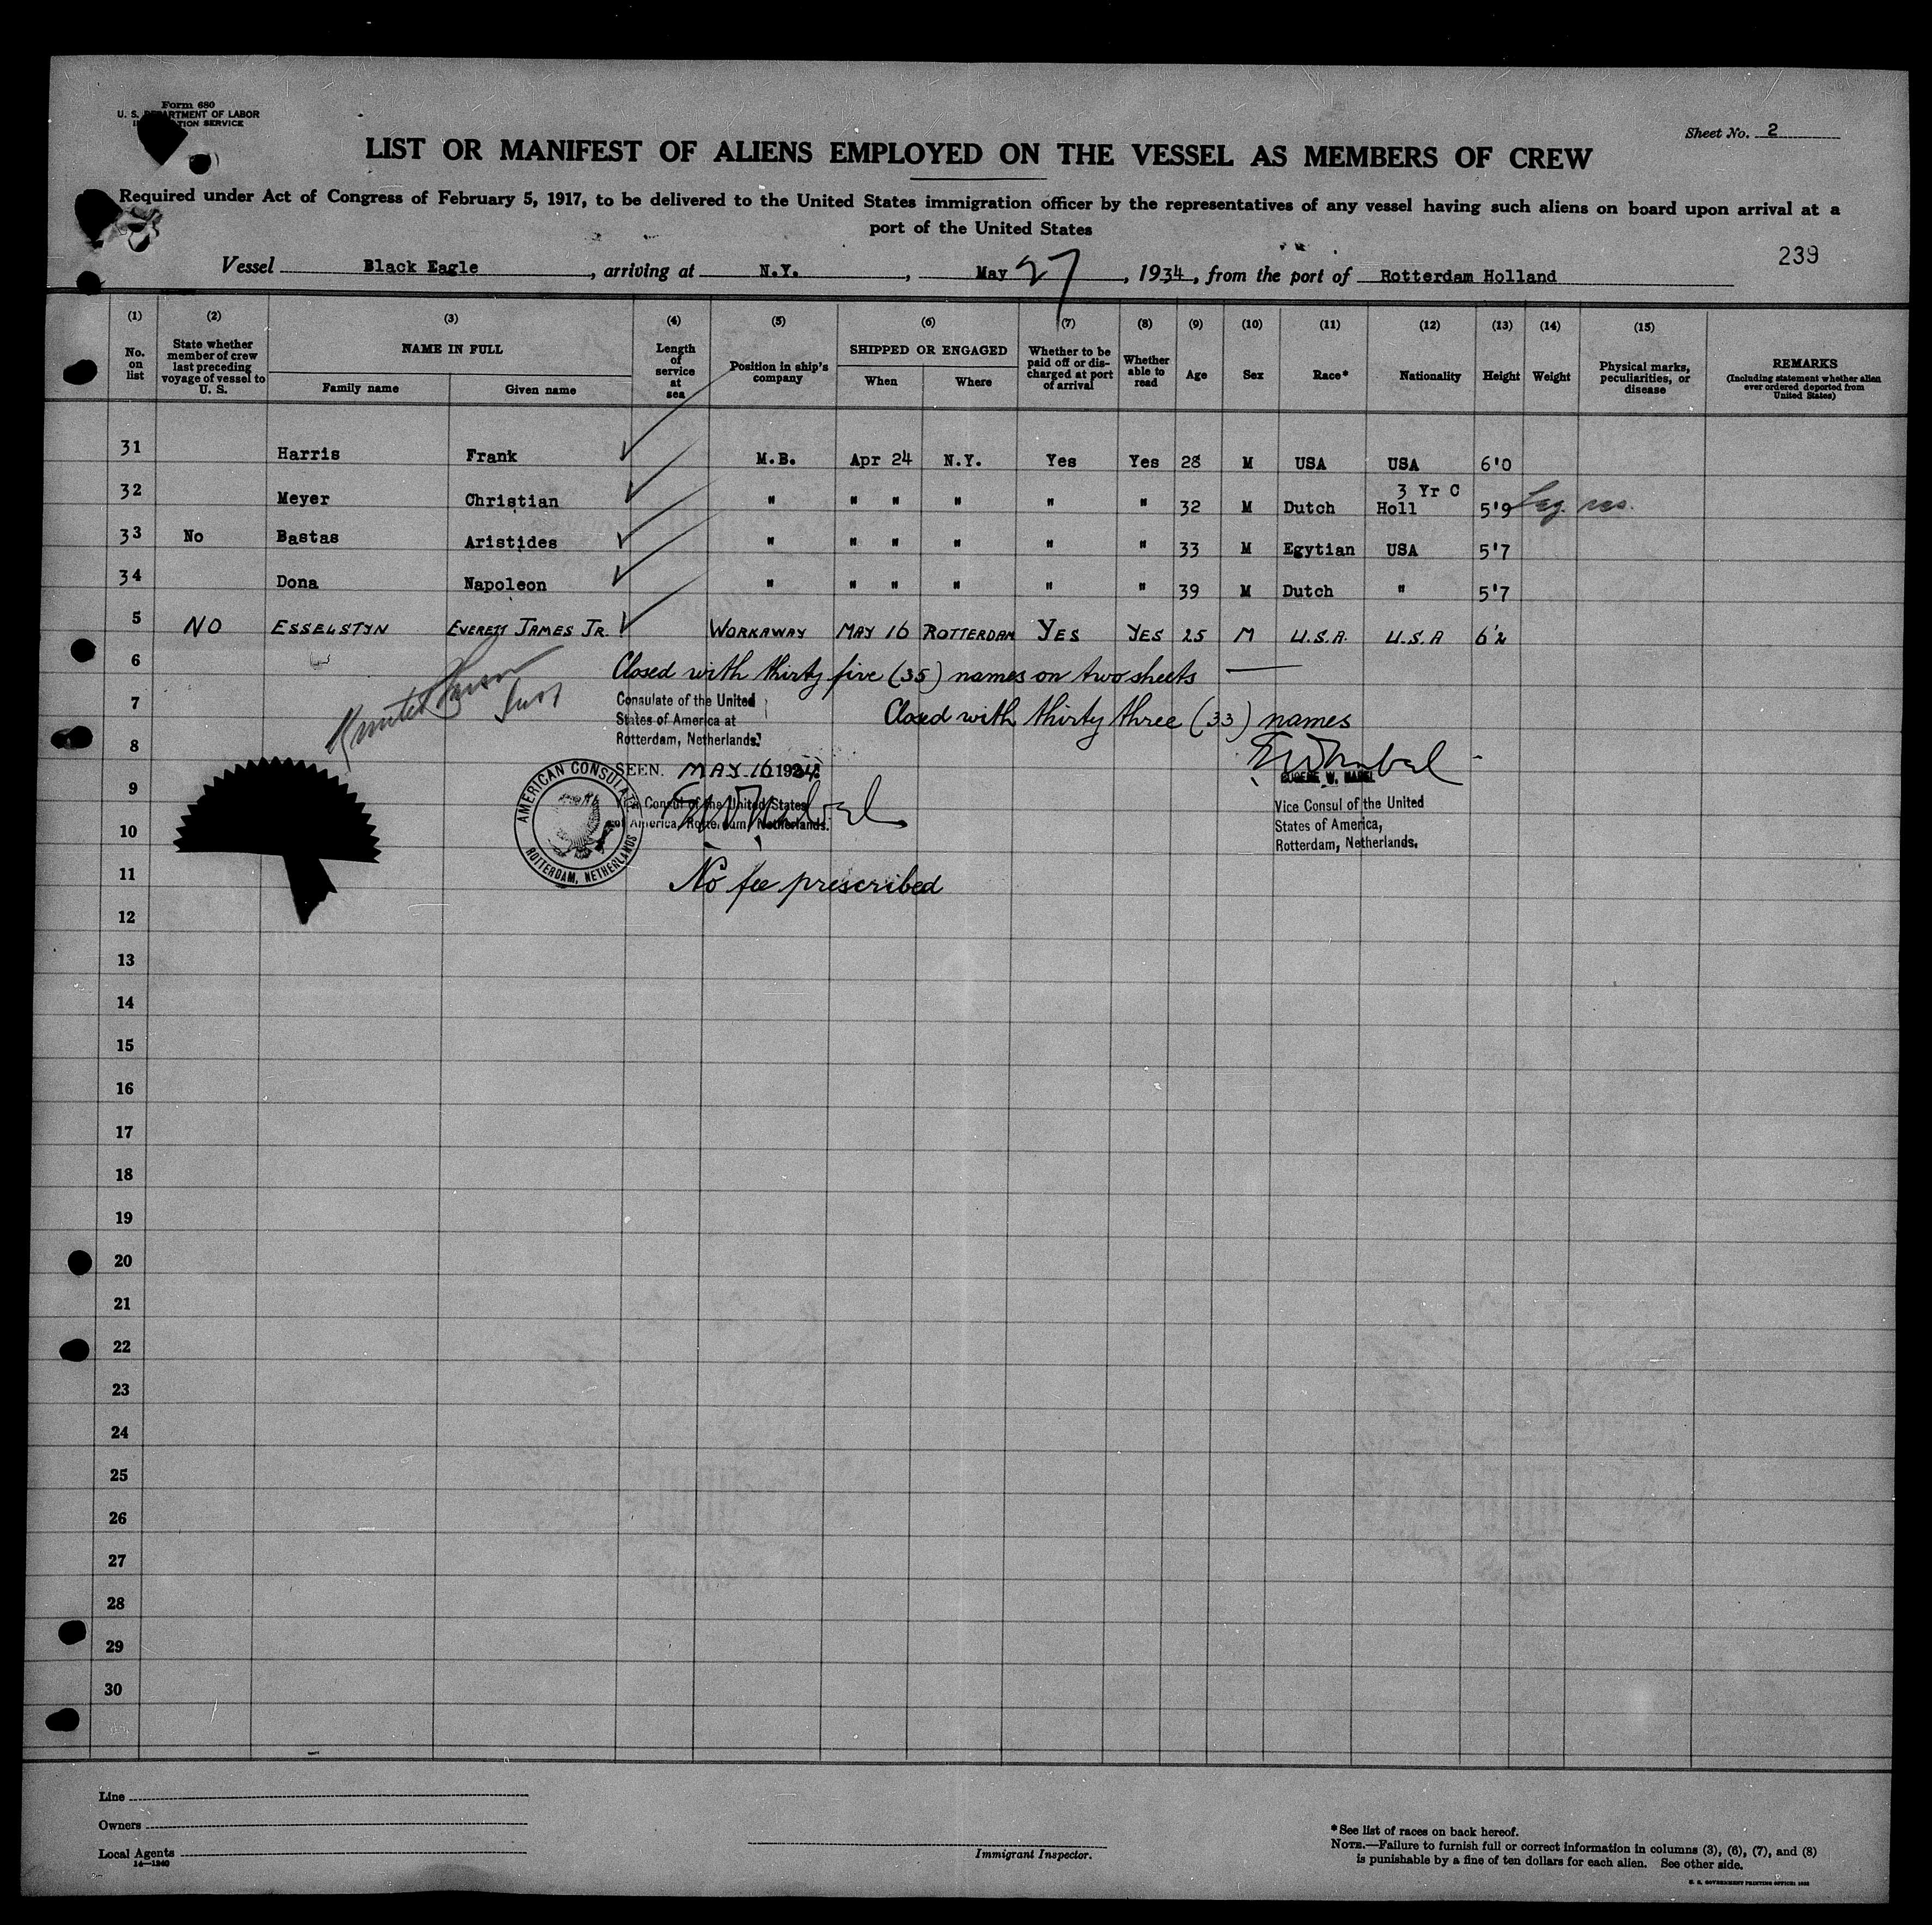 Form 680
U. S. DEPARTMENT OF LABOR
IMMIGRATION SERVICE
Sheet No. 2
LIST OR MANIFEST OF ALIENS EMPLOYED ON THE VESSEL AS MEMBERS OF CREW
Required under Act of Congress of February 5, 1917, to be delivered to the United States immigration officer by the representatives of any vessel having such aliens on board upon arrival at a
port of the United States
239
Vessel Black Eagle, arriving at N.Y., May 27, 1934, from the port of Rotterdam Holland
(1) (2) (3) (4) (5) (6) (7) (8) (9) (10) (11) (12) (13) (14) (15)
No. on list
State whether member of crew last preceding voyage of vessel to U. S.
NAME IN FULL
Family name Given name
Length of service at sea
Position in ship's company
SHIPPED OR ENGAGED
When Where
Whether to be paid off or discharged at port of arrival
Whether able to read
Age Sex Race* Nationality Height Weight
Physical marks, peculiarities, or disease
REMARKS
(Including statement whether alien ever ordered deported from United States)
31 Harris Frank M.B. Apr 24 N.Y. Yes Yes 28 M USA USA 6'0
3 Yr C
32 Meyer Christian " " " " " " 32 M Dutch Holl 5'9
33 No Bastas Aristides " " " " " " 33 M Egytian USA 5'7
34 Dona Napoleon " " " " " " 39 M Dutch " 5'7
5 NO ESSELSTYN EVERETT JAMES JR. WORKAWAY MAY 16 ROTTERDAM YES YES 25 M U.S.A. U.S.A 6'2
6 Closed with thirty five (35) names on two sheets
7 Consulate of the United
States of America at
Rotterdam, Netherlands.
Closed with thirty three (33) names
8
SEEN. MAY 16 1934
EUGENE W. NABEL
9 Vice Consul of the United States
of America, Rotterdam, Netherlands.
Vice Consul of the United
States of America,
Rotterdam, Netherlands.
AMERICAN CONSULATE
ROTTERDAM, NETHERLANDS
10
11 No fee prescribed
12
13
14
15
16
17
18
19
20
21
22
23
24
25
26
27
28
29
30
Line
Owners
Local Agents
14—1240
Immigrant Inspector.
*See list of races on back hereof.
NOTE.—Failure to furnish full or correct information in columns (3), (6), (7), and (8)
is punishable by a fine of ten dollars for each alien. See other side.